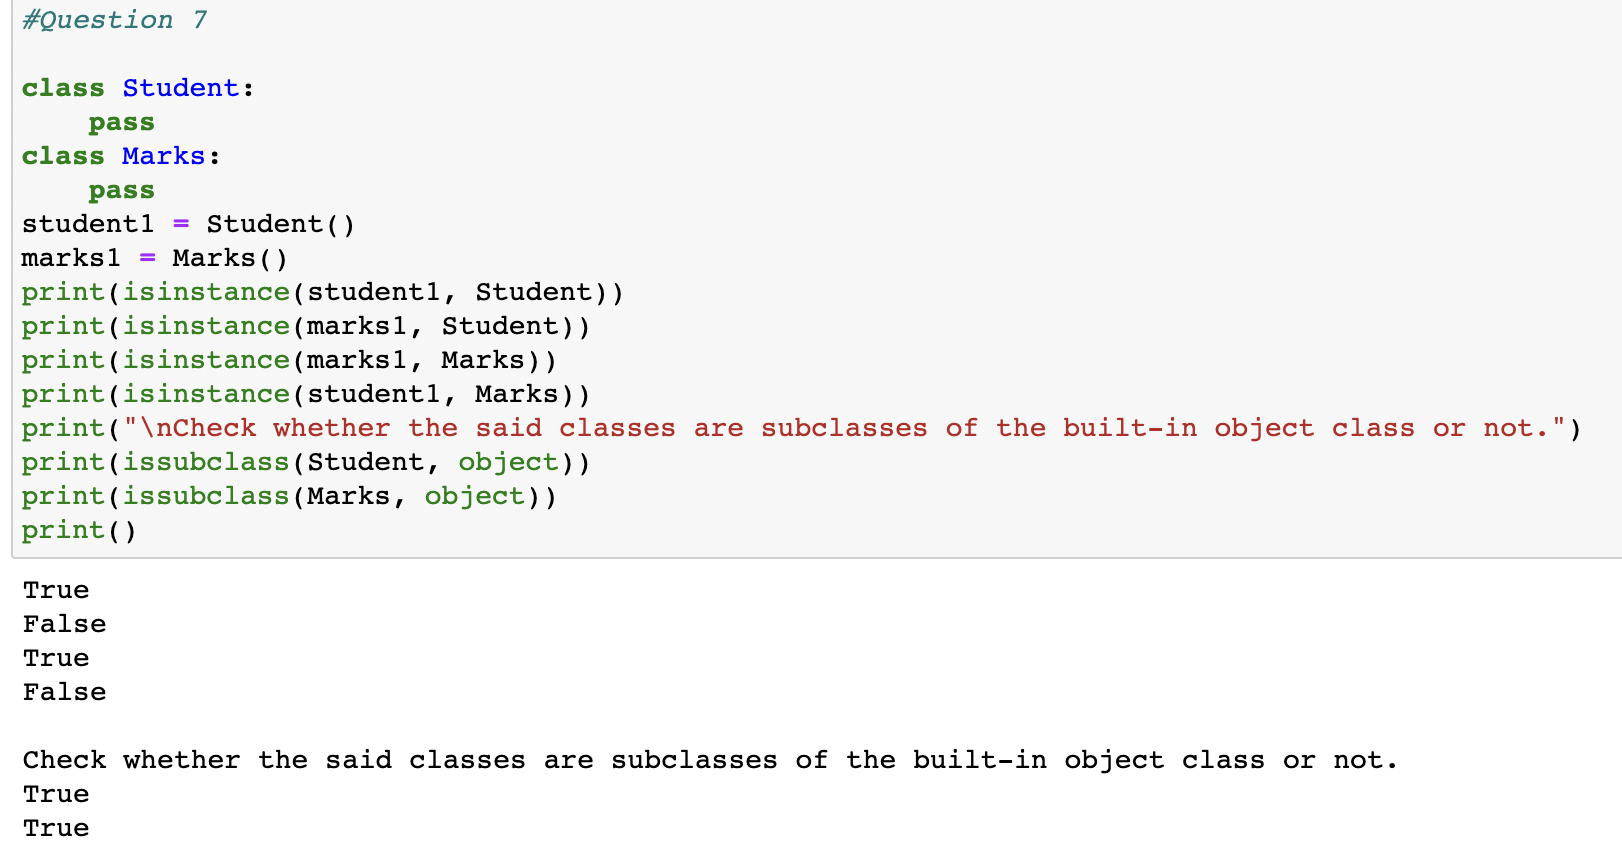 #Question 7
class Student:
    pass
class Marks:
    pass
student1 = Student()
marks1 = Marks()
print(isinstance(student1, Student))
print(isinstance(marks1, Student))
print(isinstance(marks1, Marks))
print(isinstance(student1, Marks))
print("\nCheck whether the said classes are subclasses of the built-in object class or not.")
print(issubclass(Student, object))
print(issubclass(Marks, object))
print()
True
False
True
False
Check whether the said classes are subclasses of the built-in object class or not.
True
True